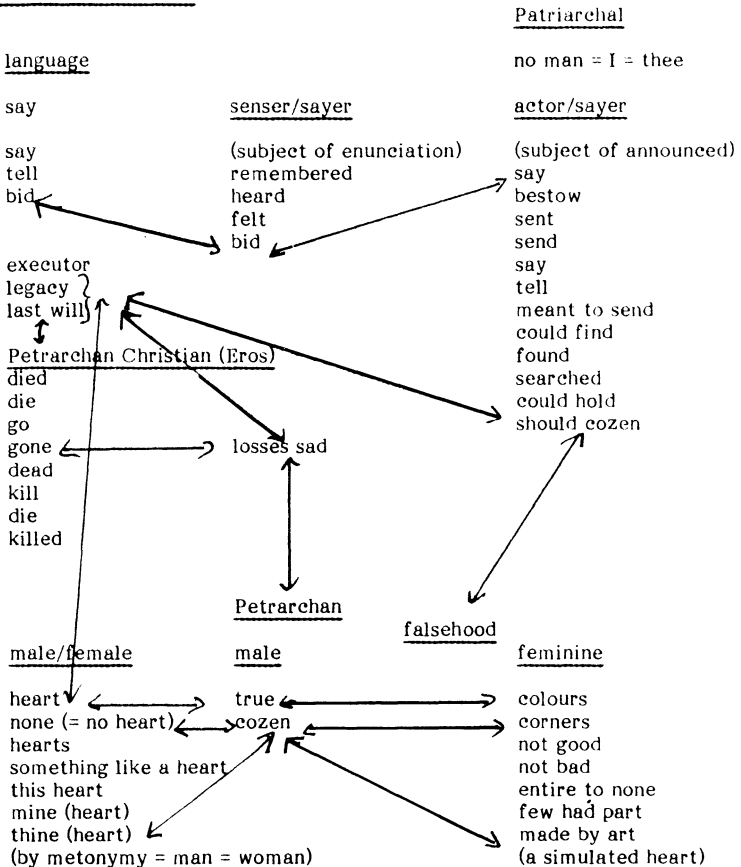 Patriarchal
language
no man = I = thee
say
senser/sayer
actor/sayer
say
(subject of enunciation)
(subject of announced)
tell
remembered
say
bid
heard
bestow
felt
sent
bid
send
executor
say
legacy
tell
last will
meant to send
could find
Petrarchan Christian (Eros)
found
died
searched
die
could hold
go
should cozen
gone
losses sad
dead
kill
die
killed
Petrarchan
falsehood
male/female
male
feminine
heart
true
colours
none (= no heart)
cozen
corners
hearts
not good
something like a heart
not bad
this heart
entire to none
mine (heart)
few had part
thine (heart)
made by art
(by metonymy = man = woman)
(a simulated heart)